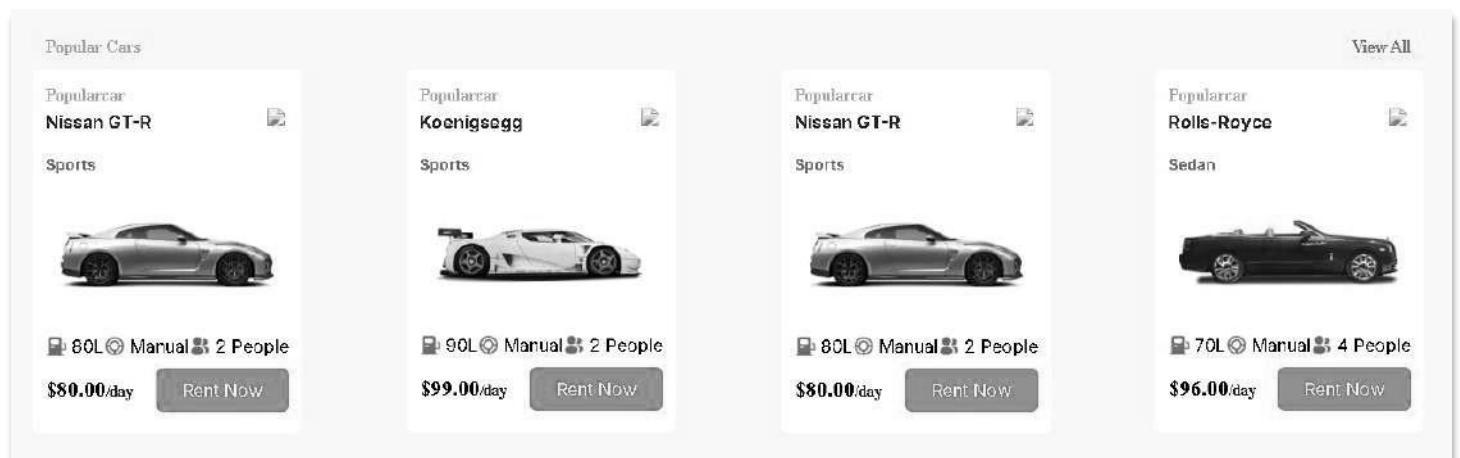 Popular Cars
View All
Popularcar
Nissan GT-R
Sports
80L Manual 2 People
$80.00/day
Rent Now
Popularcar
Koenigsegg
Sports
90L Manual 2 People
$99.00/day
Rent Now
Popularcar
Nissan GT-R
Sports
80L Manual 2 People
$80.00/day
Rent Now
Popularcar
Rolls-Royce
Sedan
70L Manual 4 People
$96.00/day
Rent Now